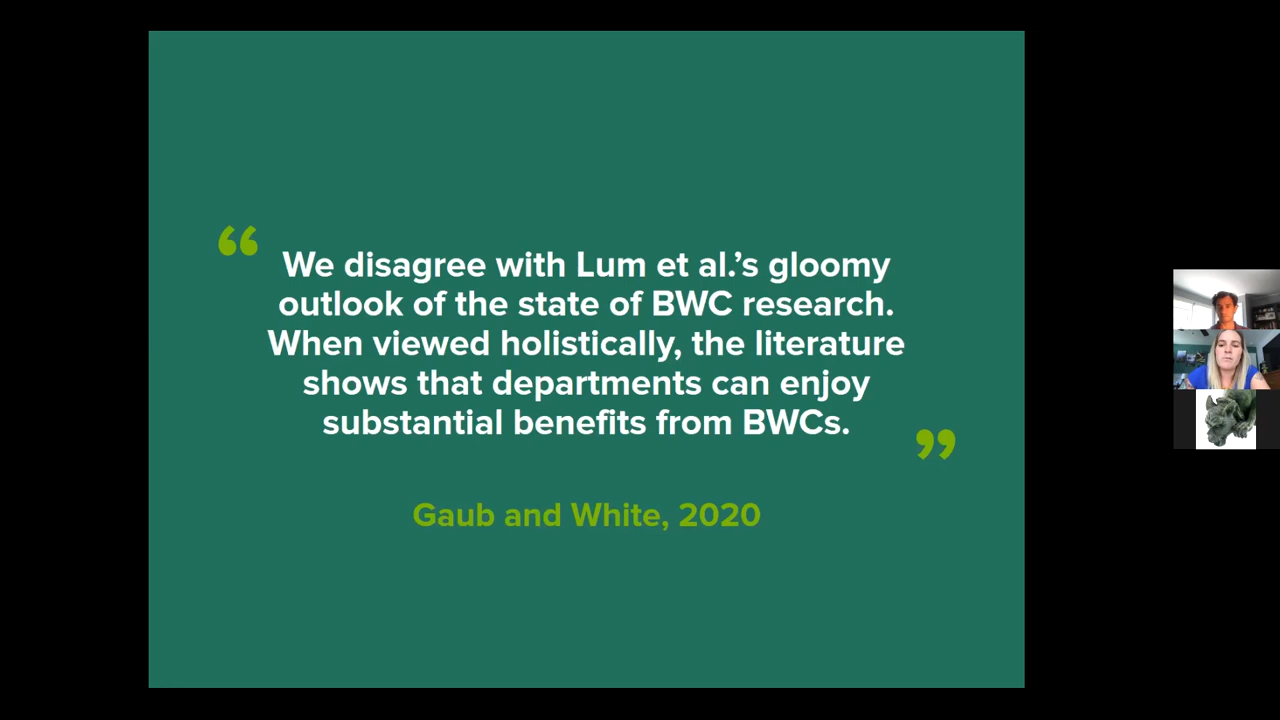 “
We disagree with Lum et al.’s gloomy
outlook of the state of BWC research.
When viewed holistically, the literature
shows that departments can enjoy
substantial benefits from BWCs.
”
Gaub and White, 2020